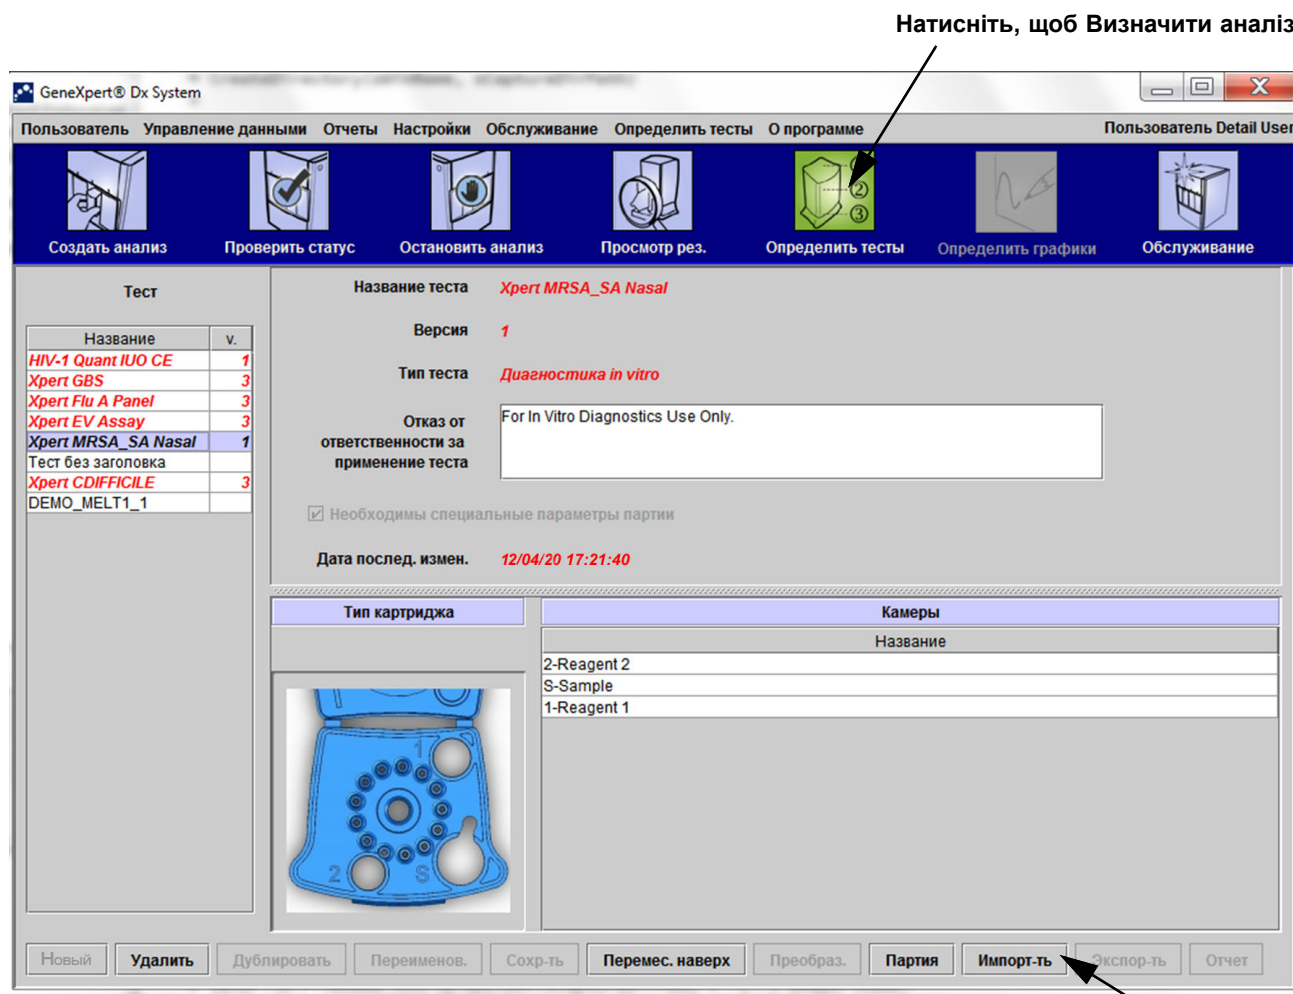 Натисніть, щоб Визначити аналіз
GeneXpert® Dx System
Пользователь Управление данными Отчеты Настройки Обслуживание Определить тесты О программе Пользователь Detail User
Создать анализ Проверить статус Остановить анализ Просмотр рез. Определить тесты Определить графики Обслуживание
Тест
Название v.
HIV-1 Quant IUO CE 1
Xpert GBS 3
Xpert Flu A Panel 3
Xpert EV Assay 3
Xpert MRSA_SA Nasal 1
Тест без заголовка
Xpert CDIFFICILE 3
DEMO_MELT1_1
Название теста Xpert MRSA_SA Nasal
Версия 1
Тип теста Диагностика in vitro
Отказ от
ответственности за
применение теста
For In Vitro Diagnostics Use Only.
Необходимы специальные параметры партии
Дата послед. измен. 12/04/20 17:21:40
Тип картриджа
Камеры
Название
2-Reagent 2
S-Sample
1-Reagent 1
1
2 S
Новый Удалить Дублировать Переименов. Сохр-ть Перемес. наверх Преобраз. Партия Импорт-ть Экспор-ть Отчет